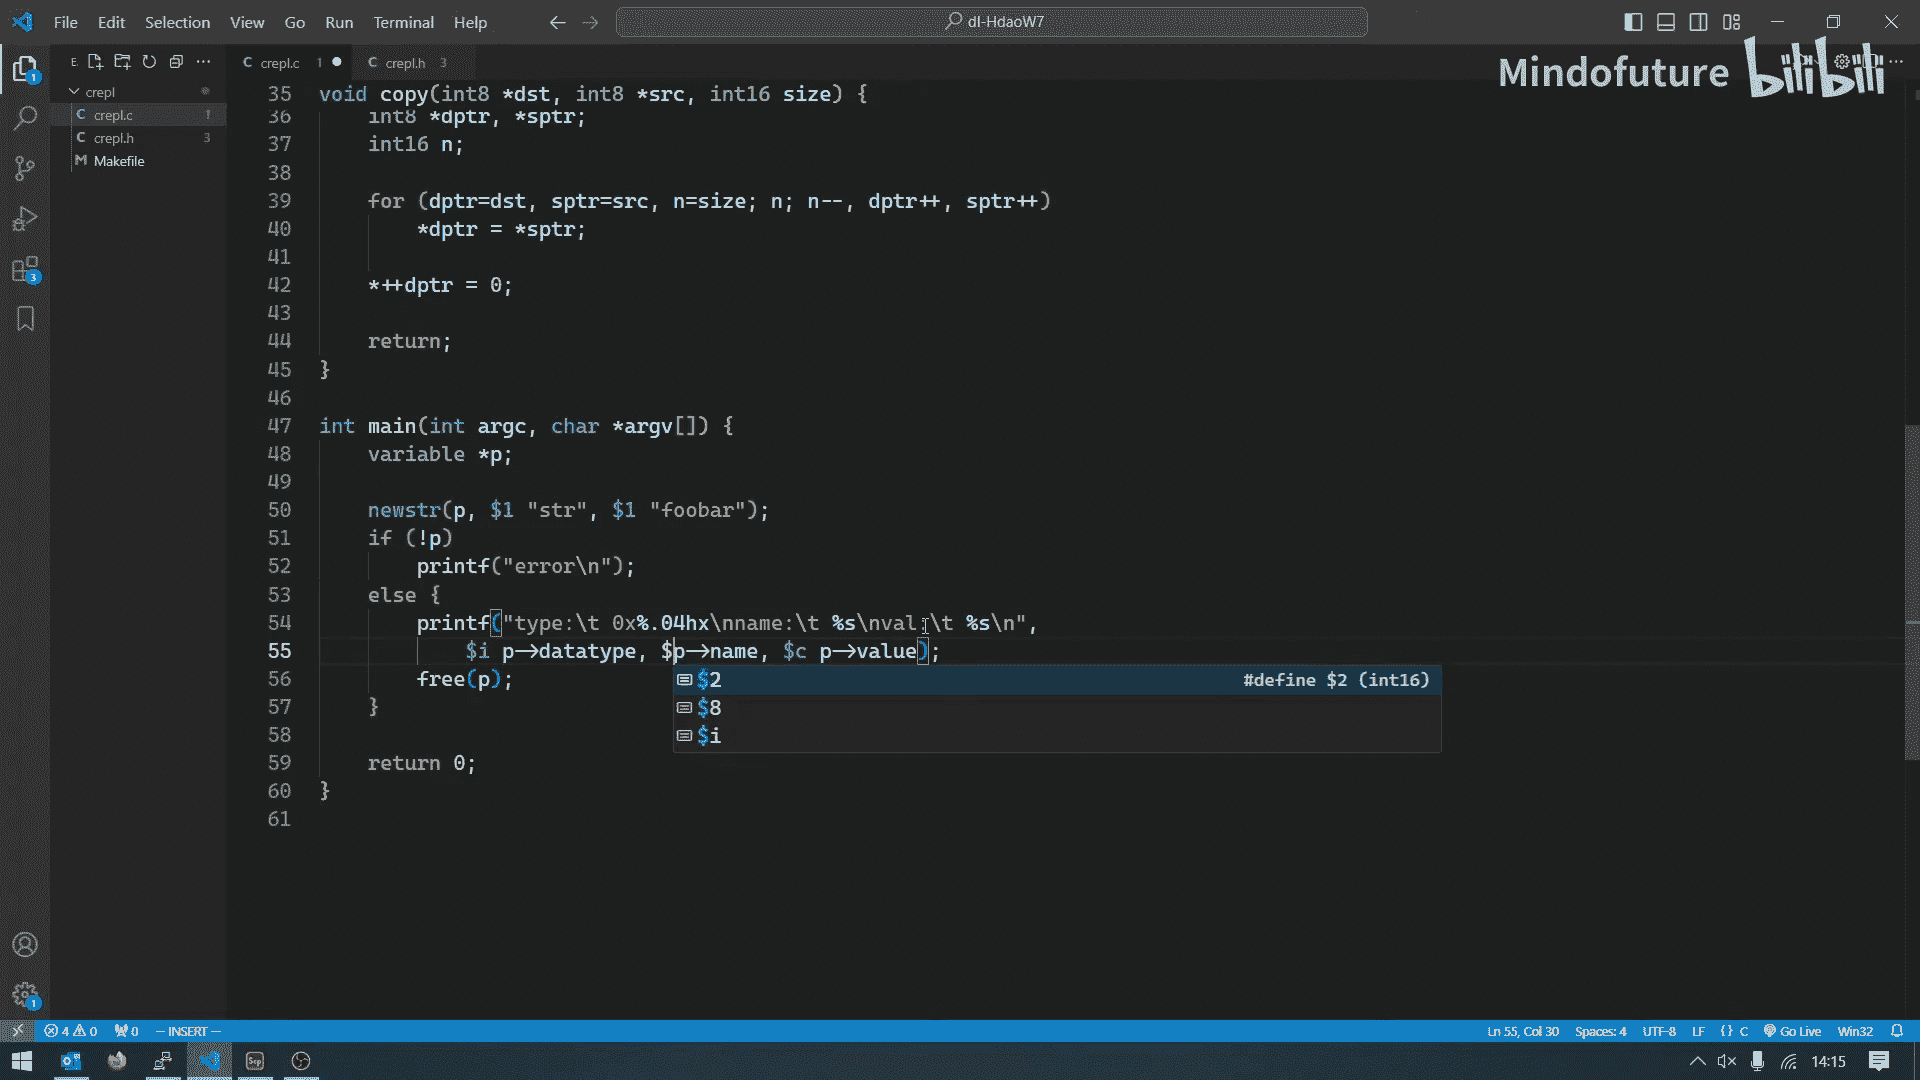 File Edit Selection View Go Run Terminal Help
dl-HdaoW7
E
C crepl.c 1
C crepl.h 3
Mindofuture bilibili
crepl
C crepl.c 1
C crepl.h 3
M Makefile
35 void copy(int8 *dst, int8 *src, int16 size) {
36 int8 *dptr, *sptr;
37 int16 n;
38
39 for (dptr=dst, sptr=src, n=size; n; n--, dptr++, sptr++)
40 *dptr = *sptr;
41
42 *++dptr = 0;
43
44 return;
45 }
46
47 int main(int argc, char *argv[]) {
48 variable *p;
49
50 newstr(p, $1 "str", $1 "foobar");
51 if (!p)
52 printf("error\n");
53 else {
54 printf("type:\t 0x%.04hx\nname:\t %s\nval:\t %s\n",
55 $i p->datatype, $p->name, $c p->value);
56 free(p);
57 }
58
59 return 0;
60 }
61
$2 #define $2 (int16)
$8
$i
1
3
1
4 0 0 -- INSERT --
Ln 55, Col 30 Spaces: 4 UTF-8 LF {} C Go Live Win32
14:15